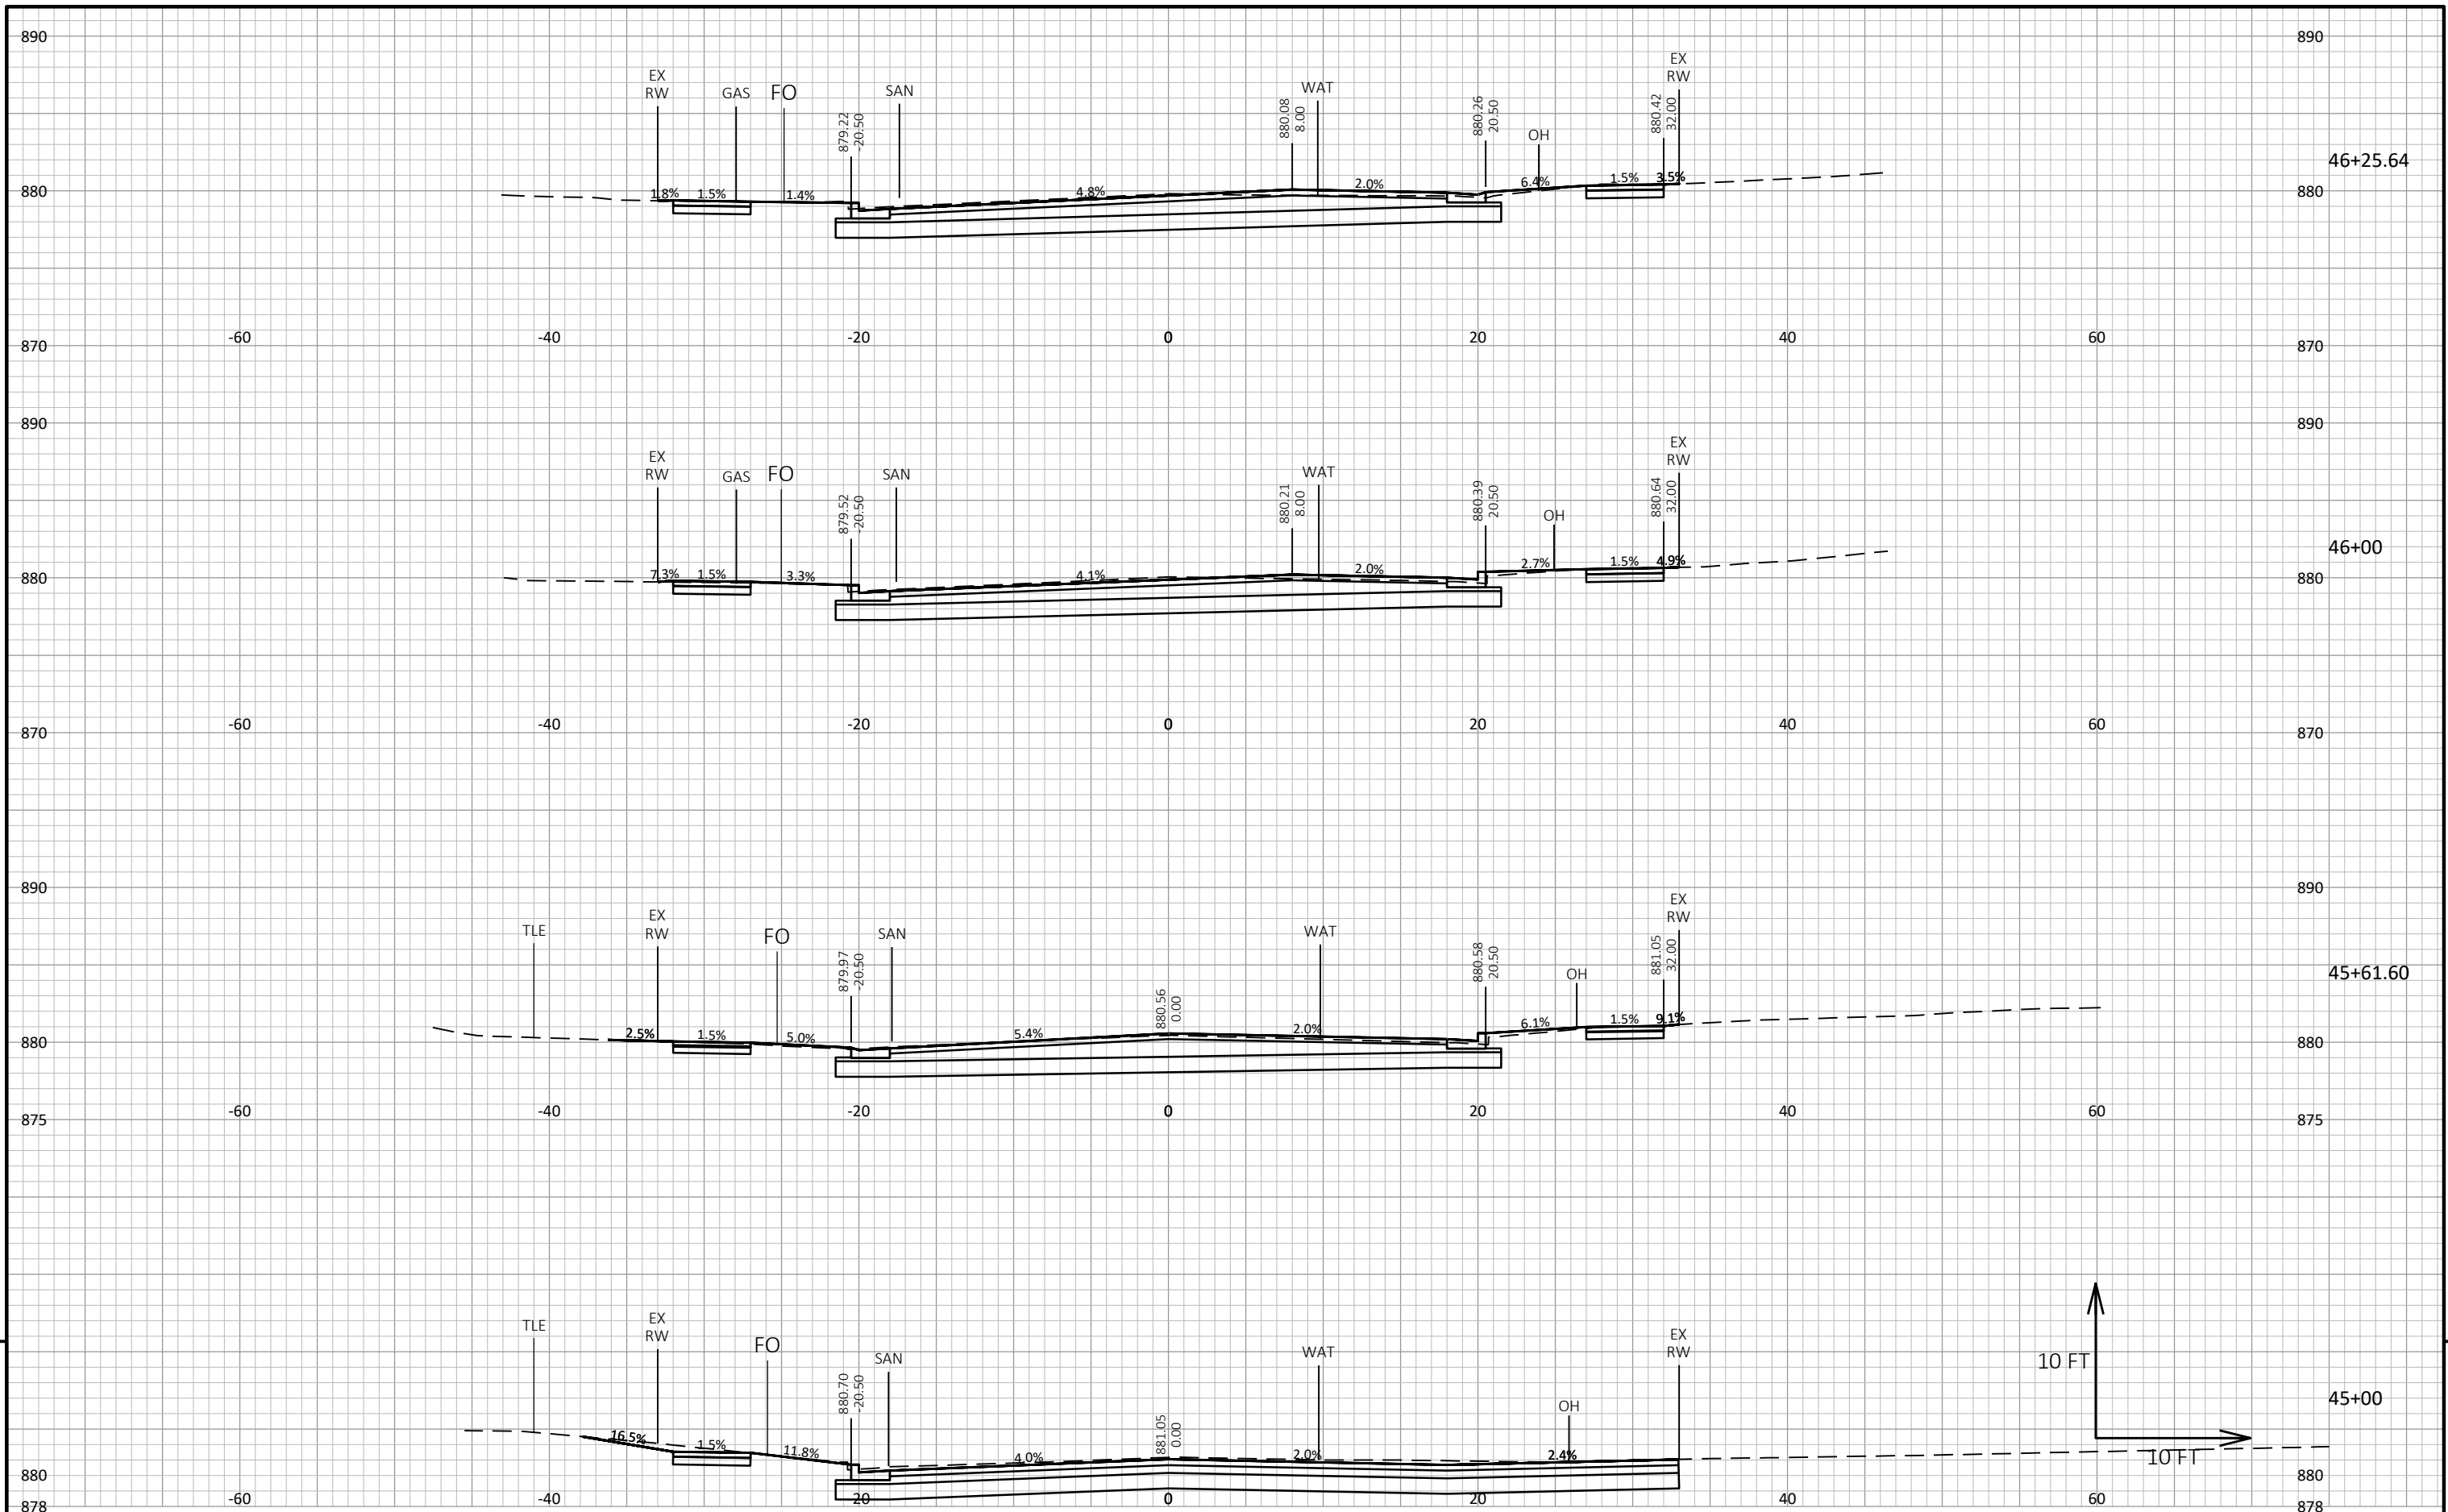 890
890
EX
RW
GAS
FO
879.22
-20.50
SAN
880.08
8.00
WAT
880.26
20.50
OH
880.42
32.00
EX
RW
46+25.64
880
1.8%
1.5%
1.4%
4.8%
2.0%
6.4%
1.5%
3.5%
880
870
-60
-40
-20
0
20
40
60
870
890
890
EX
RW
GAS
FO
879.52
-20.50
SAN
880.21
8.00
WAT
880.39
20.50
OH
880.64
32.00
EX
RW
46+00
880
7.3%
1.5%
3.3%
4.1%
2.0%
2.7%
1.5%
4.9%
880
870
-60
-40
-20
0
20
40
60
870
890
890
TLE
EX
RW
FO
879.97
-20.50
SAN
880.56
0.00
WAT
880.58
20.50
OH
881.05
32.00
EX
RW
45+61.60
880
2.5%
1.5%
5.0%
5.4%
2.0%
6.1%
1.5%
9.1%
880
875
-60
-40
-20
0
20
40
60
875
TLE
EX
RW
FO
880.70
-20.50
SAN
881.05
0.00
WAT
OH
EX
RW
10 FT
10 FT
45+00
880
16.5%
1.5%
11.8%
4.0%
2.0%
2.4%
880
878
-60
-40
20
0
20
40
60
878